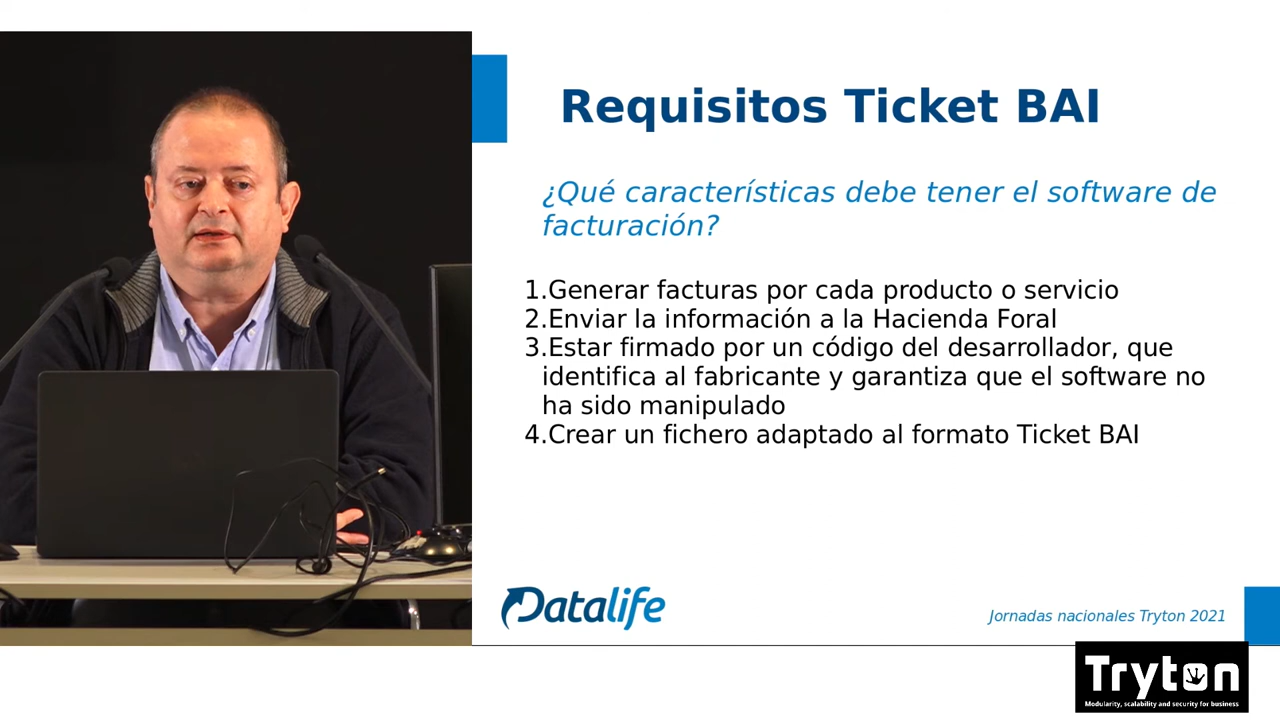 Requisitos Ticket BAI
¿Qué características debe tener el software de
facturación?
1.Generar facturas por cada producto o servicio
2.Enviar la información a la Hacienda Foral
3.Estar firmado por un código del desarrollador, que
identifica al fabricante y garantiza que el software no
ha sido manipulado
4.Crear un fichero adaptado al formato Ticket BAI
Datalife
Jornadas nacionales Tryton 2021
Tryton
Modularity, scalability and security for business